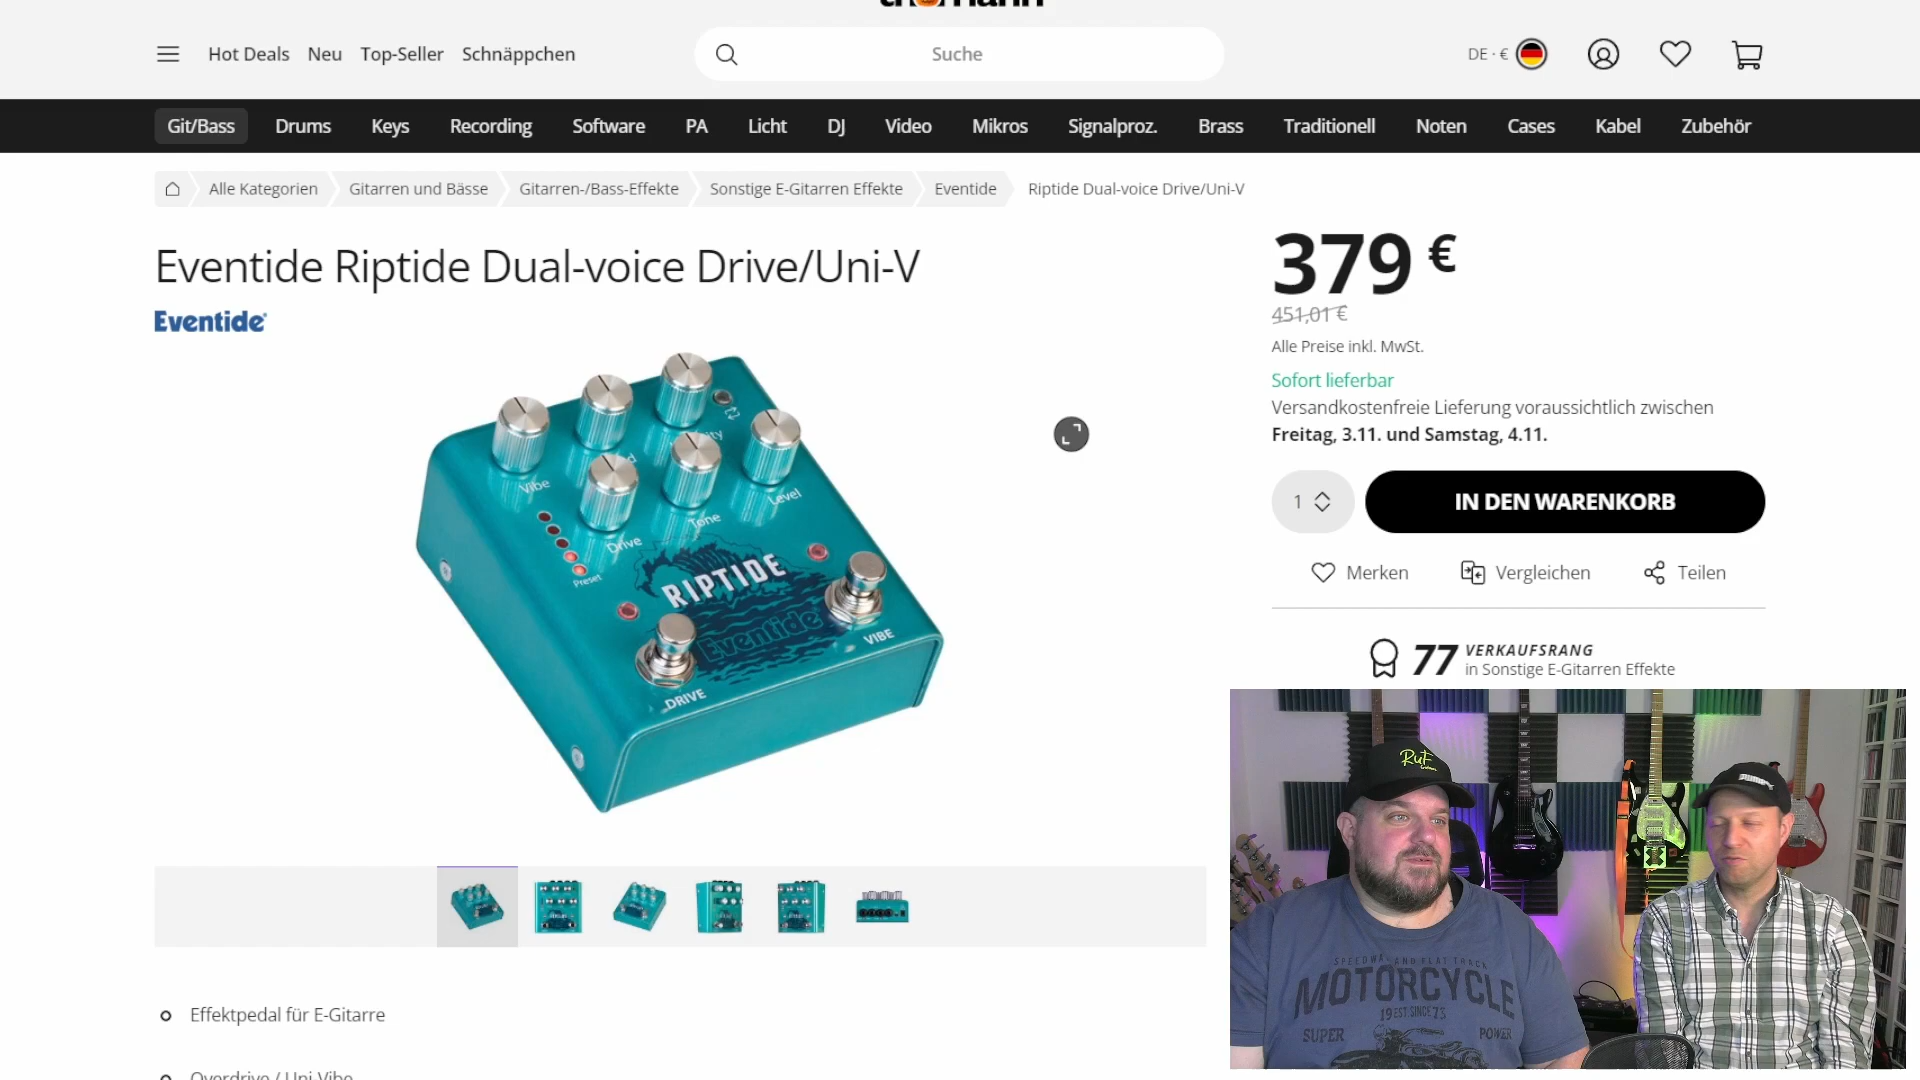 thomann
Hot Deals Neu Top-Seller Schnäppchen
Suche
DE · €
Git/Bass Drums Keys Recording Software PA Licht DJ Video Mikros Signalproz. Brass Traditionell Noten Cases Kabel Zubehör
Alle Kategorien Gitarren und Bässe Gitarren-/Bass-Effekte Sonstige E-Gitarren Effekte Eventide Riptide Dual-voice Drive/Uni-V
Eventide Riptide Dual-voice Drive/Uni-V
Eventide
Vibe
Level
Tone
Drive
Preset
RIPTIDE
Eventide
VIBE
DRIVE
379 €
451,01 €
Alle Preise inkl. MwSt.
Sofort lieferbar
Versandkostenfreie Lieferung voraussichtlich zwischen
Freitag, 3.11. und Samstag, 4.11.
1
IN DEN WARENKORB
Merken Vergleichen Teilen
77 VERKAUFSRANG
in Sonstige E-Gitarren Effekte
RuF
MOTORCYCLE
SUPER POWER
Effektpedal für E-Gitarre
Overdrive / Uni-Vibe